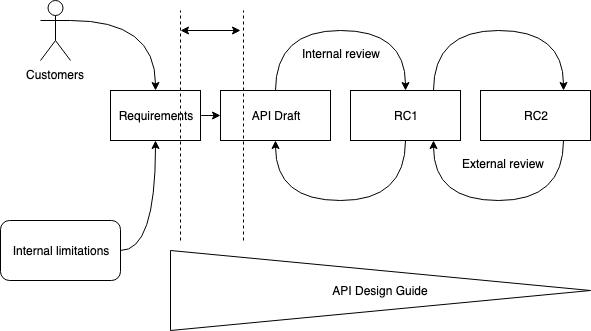 Internal review
Customers
Requirements
API Draft
RC1
RC2
External review
Internal limitations
API Design Guide